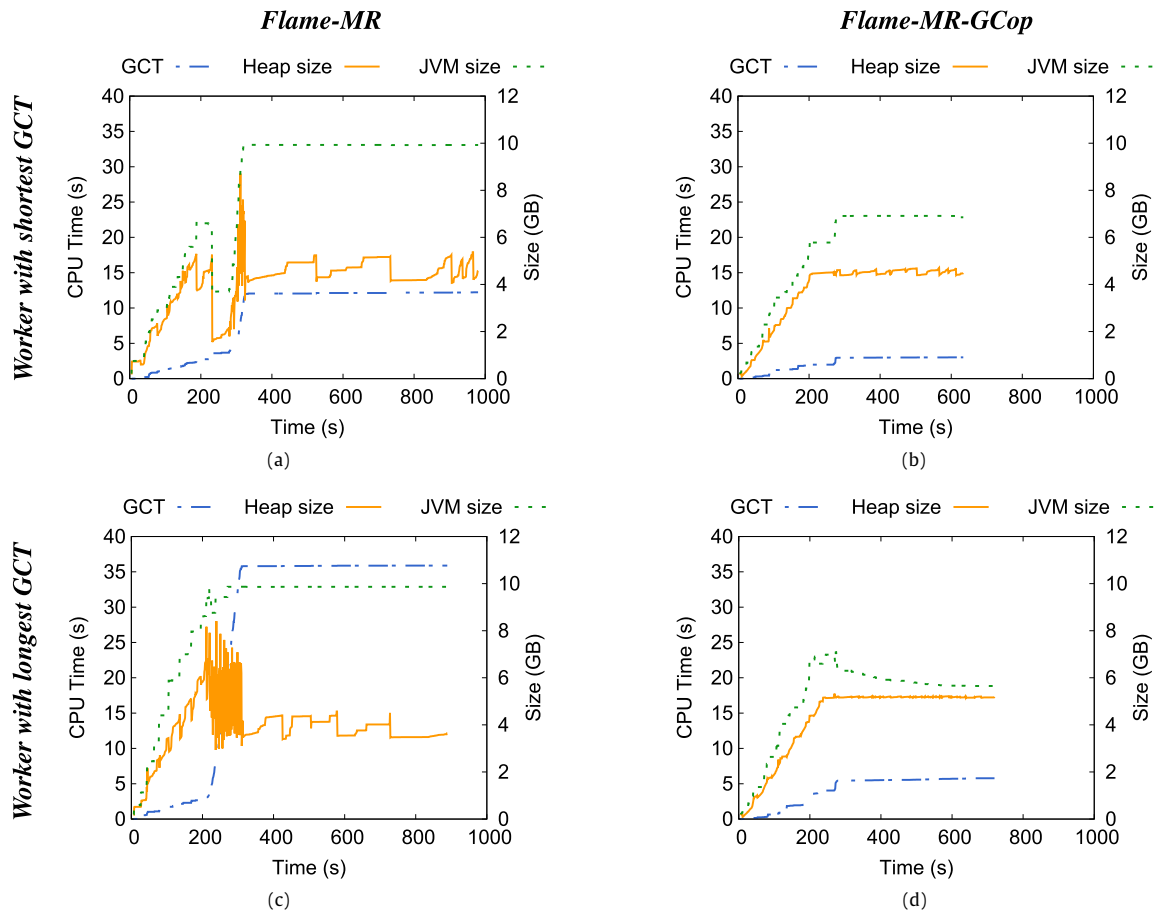 Flame-MR
Flame-MR-GCop
Worker with shortest GCT
GCT Heap size JVM size
CPU Time (s)
40
35
30
25
20
15
10
5
0
12
10
8
6
4
2
0
Size (GB)
0 200 400 600 800 1000
Time (s)
(a)
GCT Heap size JVM size
CPU Time (s)
40
35
30
25
20
15
10
5
0
12
10
8
6
4
2
0
Size (GB)
0 200 400 600 800 1000
Time (s)
(b)
Worker with longest GCT
GCT Heap size JVM size
CPU Time (s)
40
35
30
25
20
15
10
5
0
12
10
8
6
4
2
0
Size (GB)
0 200 400 600 800 1000
Time (s)
(c)
GCT Heap size JVM size
CPU Time (s)
40
35
30
25
20
15
10
5
0
12
10
8
6
4
2
0
Size (GB)
0 200 400 600 800 1000
Time (s)
(d)